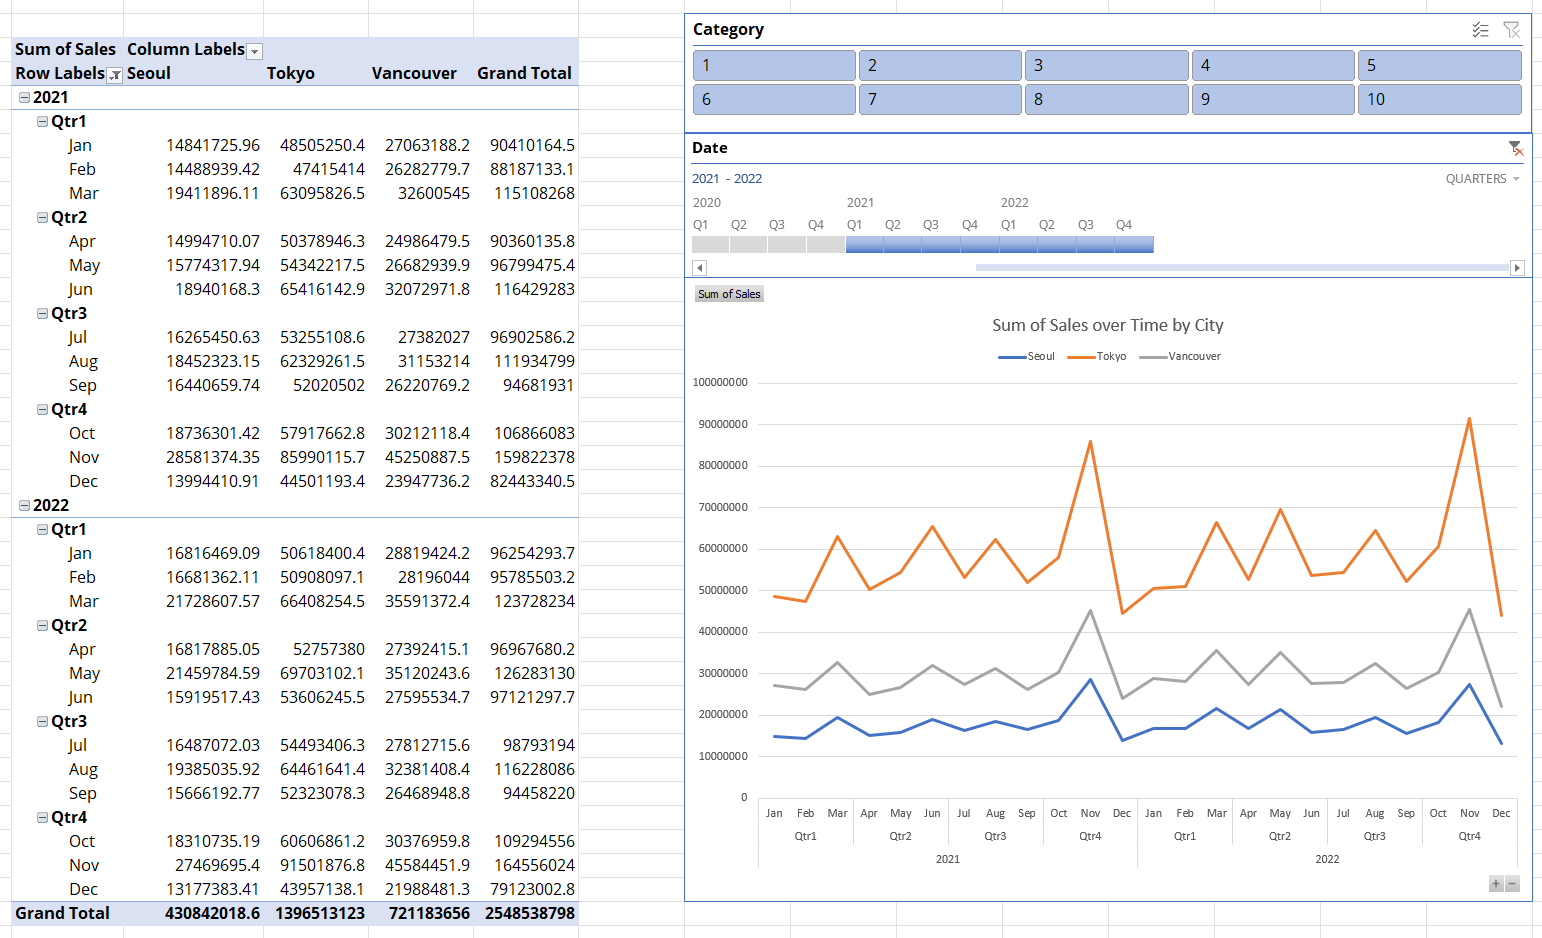 Sum of Sales Column Labels
Row Labels Seoul Tokyo Vancouver Grand Total
2021
Qtr1
Jan 14841725.96 48505250.4 27063188.2 90410164.5
Feb 14488939.42 47415414 26282779.7 88187133.1
Mar 19411896.11 63095826.5 32600545 115108268
Qtr2
Apr 14994710.07 50378946.3 24986479.5 90360135.8
May 15774317.94 54342217.5 26682939.9 96799475.4
Jun 18940168.3 65416142.9 32072971.8 116429283
Qtr3
Jul 16265450.63 53255108.6 27382027 96902586.2
Aug 18452323.15 62329261.5 31153214 111934799
Sep 16440659.74 52020502 26220769.2 94681931
Qtr4
Oct 18736301.42 57917662.8 30212118.4 106866083
Nov 28581374.35 85990115.7 45250887.5 159822378
Dec 13994410.91 44501193.4 23947736.2 82443340.5
2022
Qtr1
Jan 16816469.09 50618400.4 28819424.2 96254293.7
Feb 16681362.11 50908097.1 28196044 95785503.2
Mar 21728607.57 66408254.5 35591372.4 123728234
Qtr2
Apr 16817885.05 52757380 27392415.1 96967680.2
May 21459784.59 69703102.1 35120243.6 126283130
Jun 15919517.43 53606245.5 27595534.7 97121297.7
Qtr3
Jul 16487072.03 54493406.3 27812715.6 98793194
Aug 19385035.92 64461641.4 32381408.4 116228086
Sep 15666192.77 52323078.3 26468948.8 94458220
Qtr4
Oct 18310735.19 60606861.2 30376959.8 109294556
Nov 27469695.4 91501876.8 45584451.9 164556024
Dec 13177383.41 43957138.1 21988481.3 79123002.8
Grand Total 430842018.6 1396513123 721183656 2548538798
Category
1 2 3 4 5
6 7 8 9 10
Date
2021 - 2022 QUARTERS
2020 2021 2022
Q1 Q2 Q3 Q4 Q1 Q2 Q3 Q4 Q1 Q2 Q3 Q4
Sum of Sales
Sum of Sales over Time by City
Seoul Tokyo Vancouver
100000000
90000000
80000000
70000000
60000000
50000000
40000000
30000000
20000000
10000000
0
Jan Feb Mar Apr May Jun Jul Aug Sep Oct Nov Dec Jan Feb Mar Apr May Jun Jul Aug Sep Oct Nov Dec
Qtr1 Qtr2 Qtr3 Qtr4 Qtr1 Qtr2 Qtr3 Qtr4
2021 2022